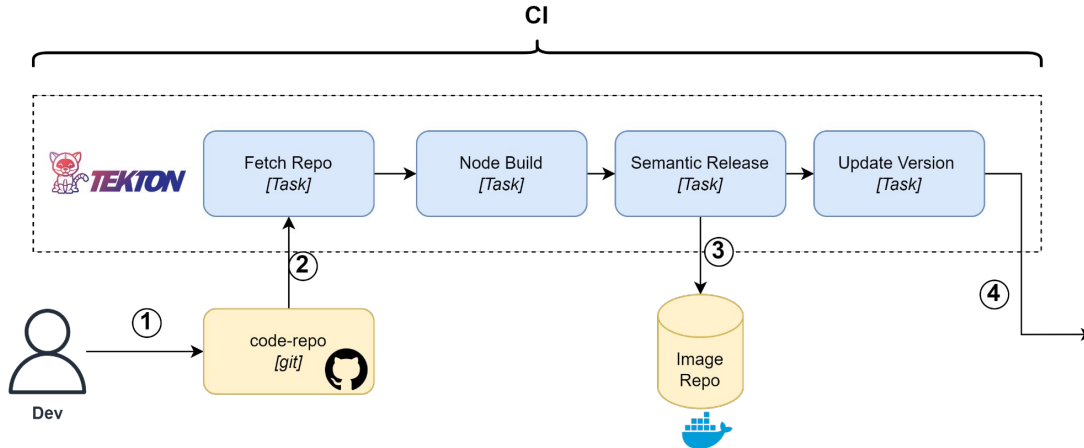 CI
TEKTON
Fetch Repo
[Task]
Node Build
[Task]
Semantic Release
[Task]
Update Version
[Task]
2
3
4
1
code-repo
[git]
Image
Repo
Dev